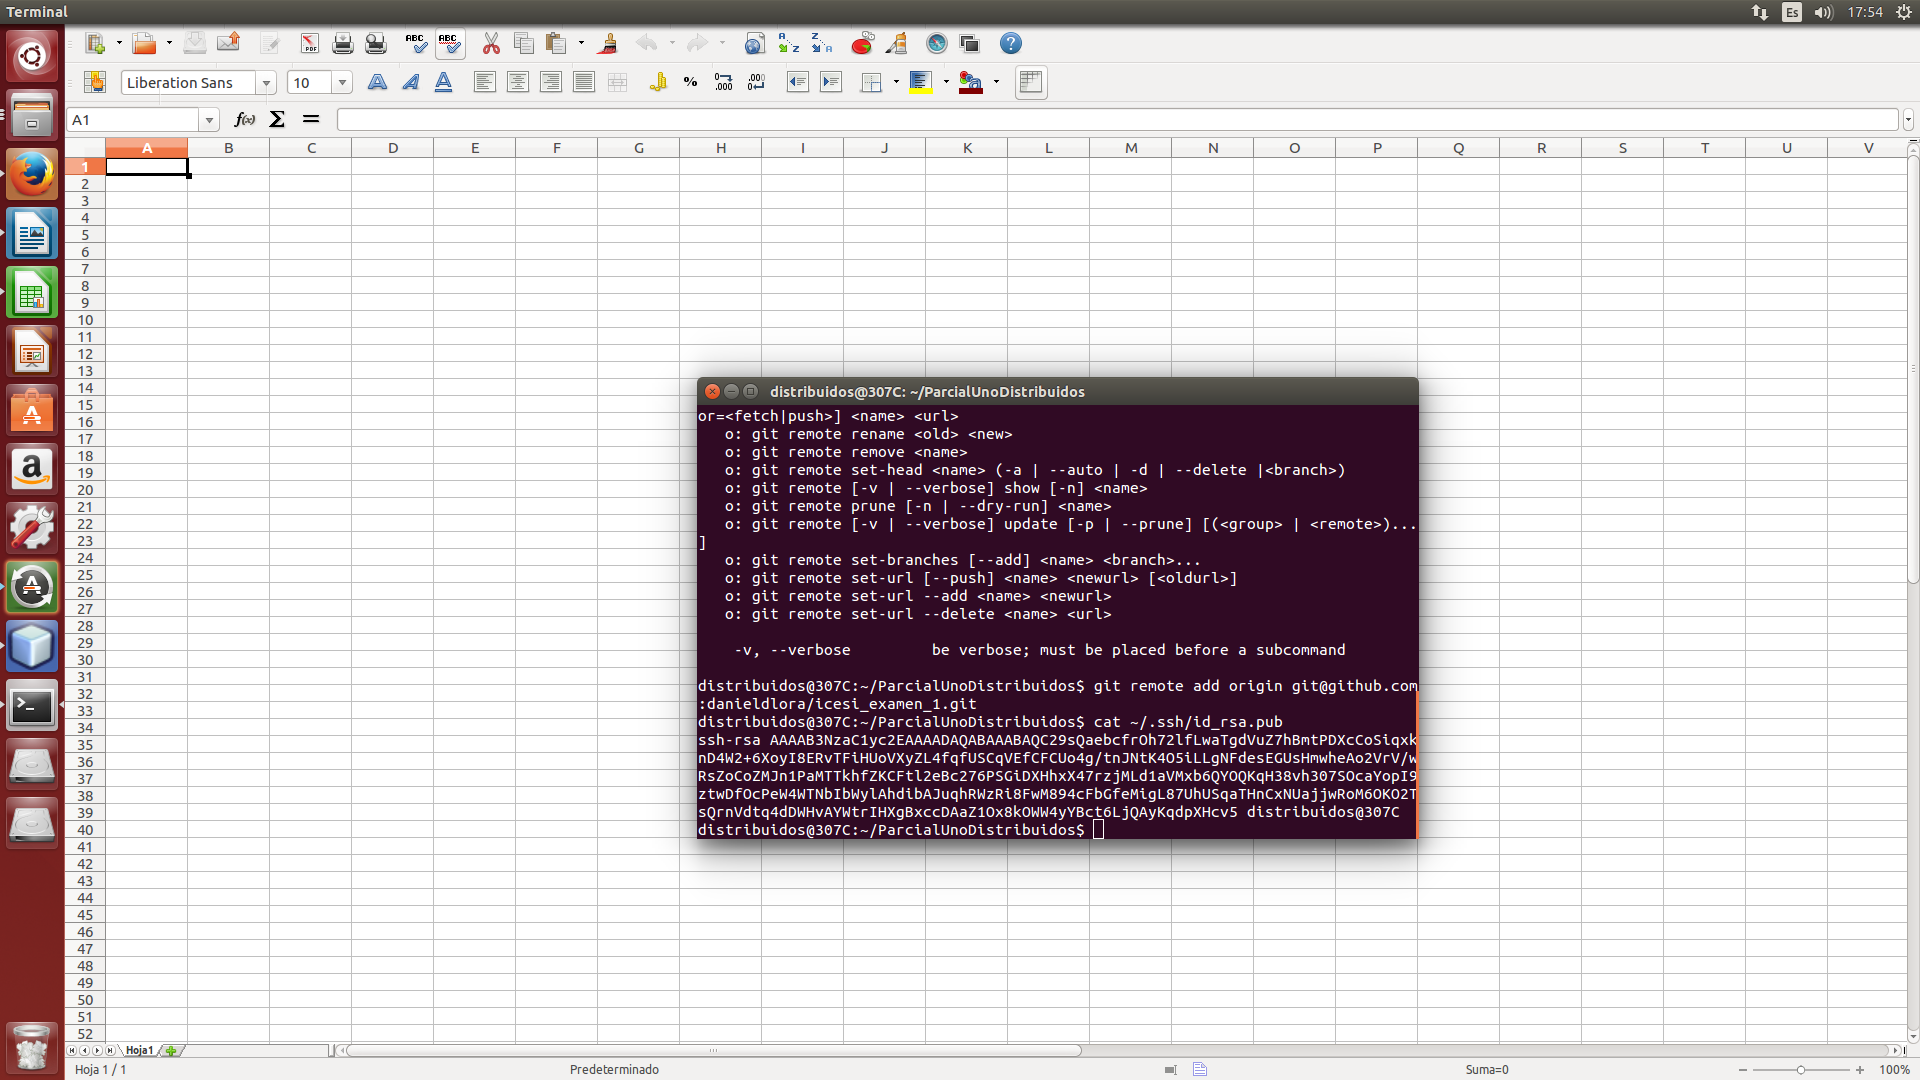 Terminal
Es
17:54
Liberation Sans
10
A1
A B C D E F G H I J K L M N O P Q R S T U V
1
2
3
4
5
6
7
8
9
10
11
12
13
14
15
16
17
18
19
20
21
22
23
24
25
26
27
28
29
30
31
32
33
34
35
36
37
38
39
40
41
42
43
44
45
46
47
48
49
50
51
52
distribuidos@307C: ~/ParcialUnoDistribuidos
or=<fetch|push>] <name> <url>
o: git remote rename <old> <new>
o: git remote remove <name>
o: git remote set-head <name> (-a | --auto | -d | --delete |<branch>)
o: git remote [-v | --verbose] show [-n] <name>
o: git remote prune [-n | --dry-run] <name>
o: git remote [-v | --verbose] update [-p | --prune] [(<group> | <remote>)...
]
o: git remote set-branches [--add] <name> <branch>...
o: git remote set-url [--push] <name> <newurl> [<oldurl>]
o: git remote set-url --add <name> <newurl>
o: git remote set-url --delete <name> <url>
-v, --verbose be verbose; must be placed before a subcommand
distribuidos@307C:~/ParcialUnoDistribuidos$ git remote add origin git@github.com
:danieldlora/icesi_examen_1.git
distribuidos@307C:~/ParcialUnoDistribuidos$ cat ~/.ssh/id_rsa.pub
ssh-rsa AAAAB3NzaC1yc2EAAAADAQABAAABAQC29sQaebcfrOh72lfLwaTgdVuZ7hBmtPDXcCoSiqxk
nD4W2+6XoyI8ERvTFiHUoVXyZL4fqfUSCqVEfCFCUo4g/tnJNtK4O5iLLgNFdesEGUsHmwheAo2VrV/w
RsZoCoZMJn1PaMTTkhfZKCFtl2eBc276PSGiDXHhxX47rzjMLd1aVMxb6QYOQKqH38vh307SOcaYopI9
ztwDfOcPeW4WTNbIbWylAhdibAJuqhRWzRi8FwM894cFbGfeMigL87UhUSqaTHnCxNUajjwRoM6OKO2T
sQrnVdtq4dDWHvAYWtrIHXgBxccDAaZ1Ox8kOWW4yYBct6LjQAyKqdpXHcv5 distribuidos@307C
distribuidos@307C:~/ParcialUnoDistribuidos$
Hoja1
Hoja 1 / 1
Predeterminado
Suma=0
100%